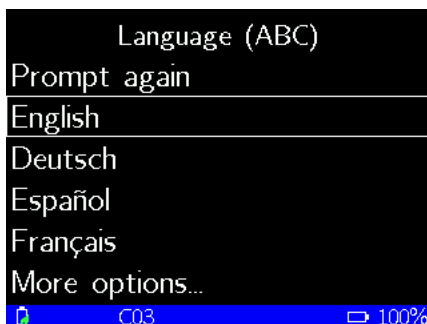 Language (ABC)
Prompt again
English
Deutsch
Español
Français
More options...
C03 100%